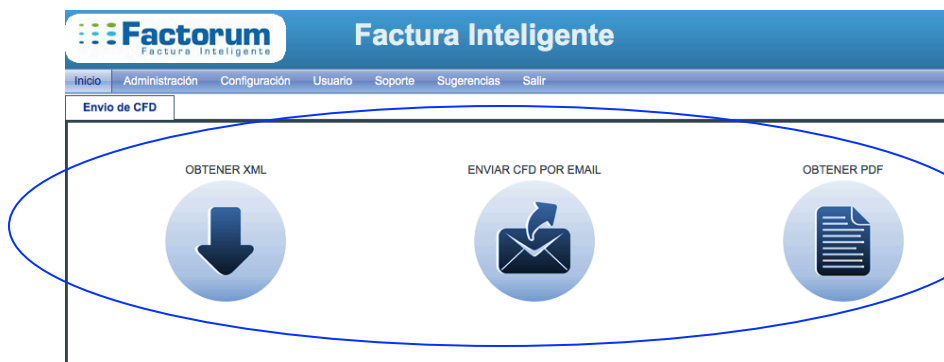 Factorum
Factura Inteligente
Factura Inteligente
Inicio Administración Configuración Usuario Soporte Sugerencias Salir
Envio de CFD
OBTENER XML ENVIAR CFD POR EMAIL OBTENER PDF